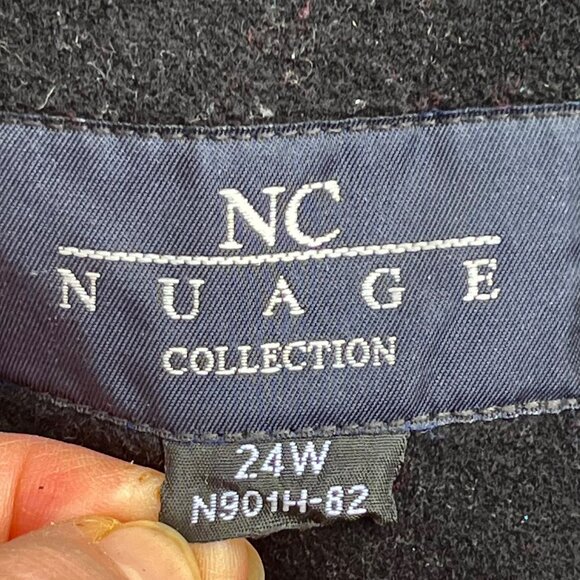 NC
NUAGE
COLLECTION
24W
N901H-82